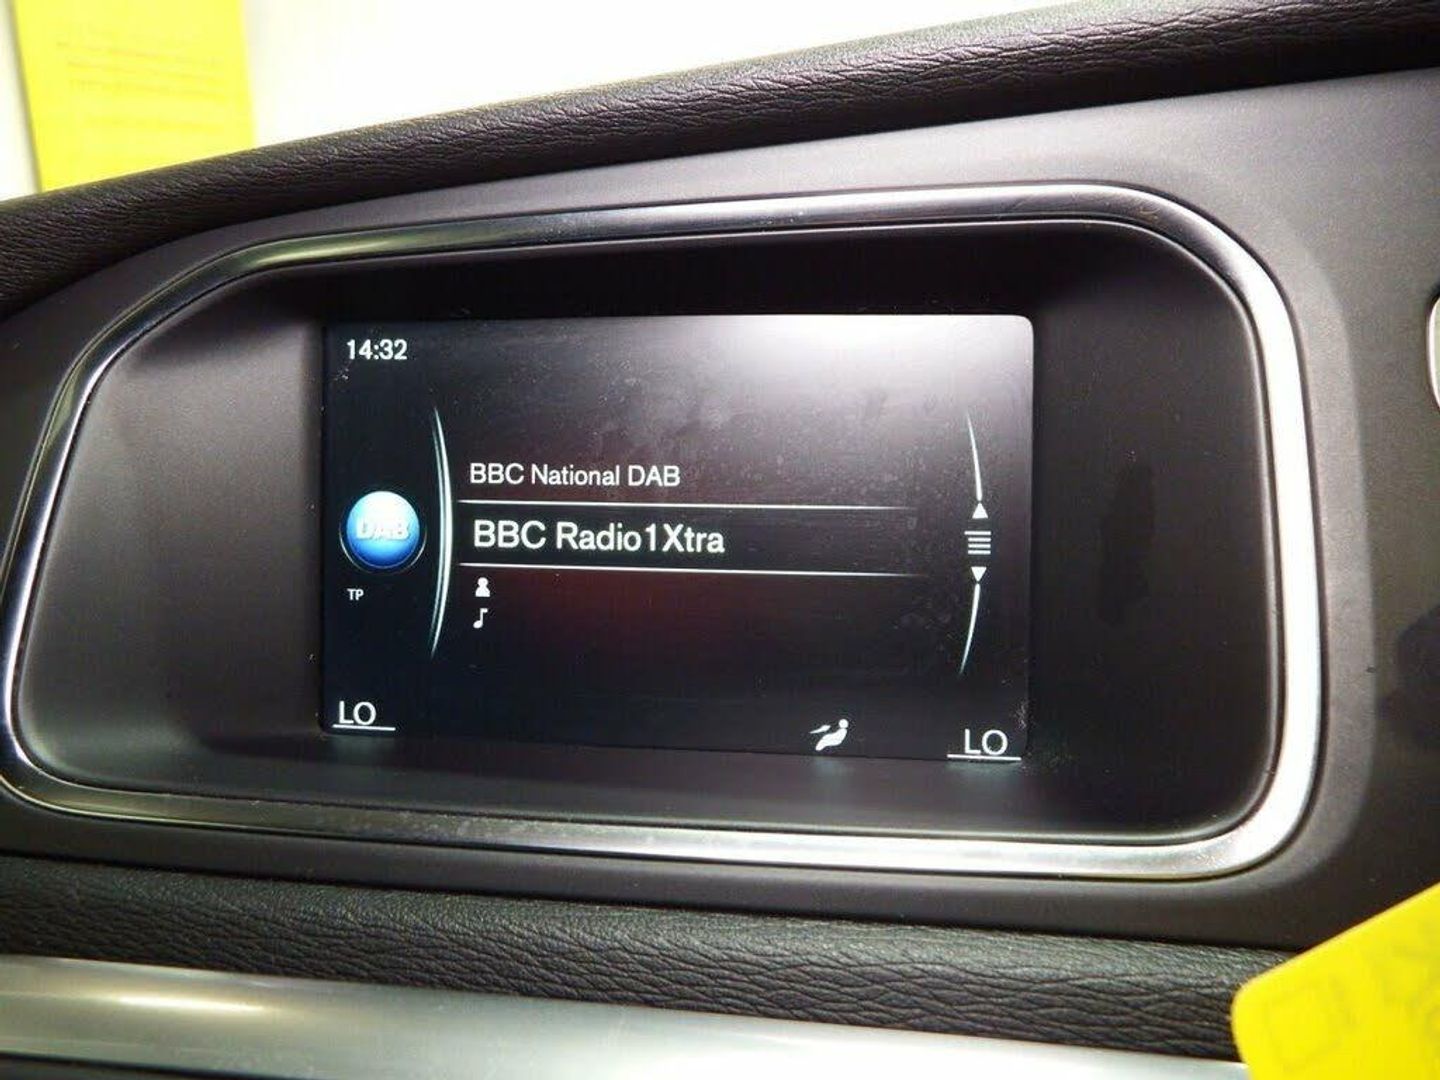 14:32
BBC National DAB
DAB
BBC Radio1Xtra
TP
LO
LO